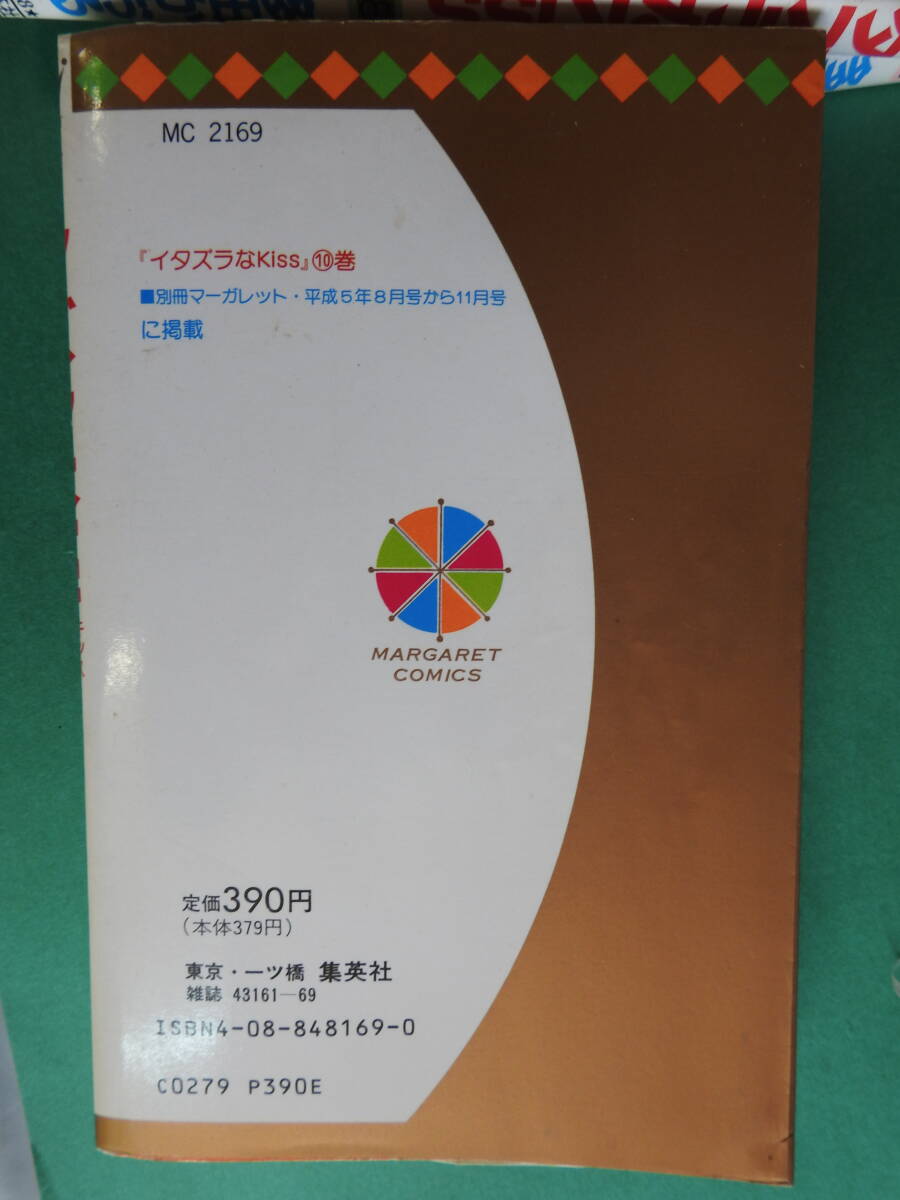 MC 2169
『イタズラなKiss』⑩巻
■別冊マーガレット・平成5年8月号から11月号
に掲載
MARGARET
COMICS
定価390円
(本体379円)
東京・一ツ橋 集英社
雑誌 43161—69
ISBN4-08-848169-0
C0279 P390E